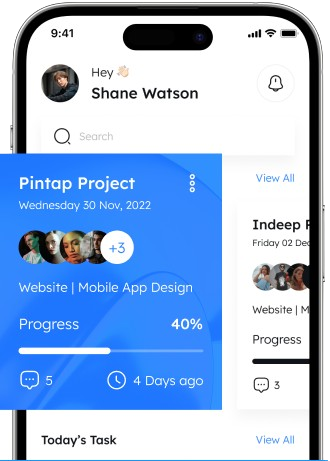 9:41
Hey 👋🏻
Shane Watson
Search
View All
Pintap Project
Wednesday 30 Nov, 2022
+3
Website | Mobile App Design
Progress 40%
5 4 Days ago
Indeep P
Friday 02 Dec
Website | M
Progress
3
Today's Task View All